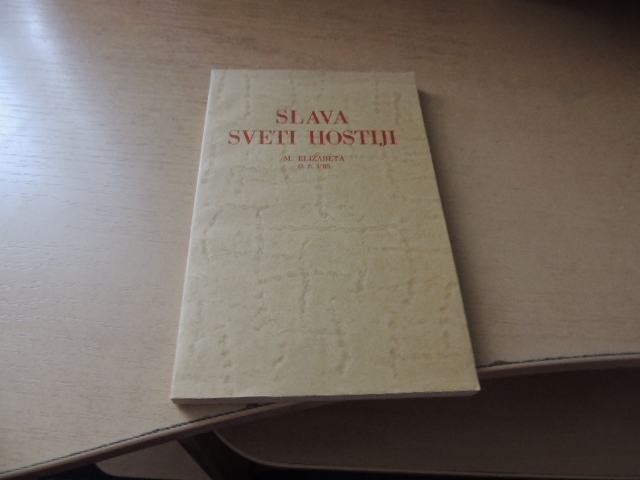 SLAVA
SVETI HOSTIJI
M. ELIZABETA